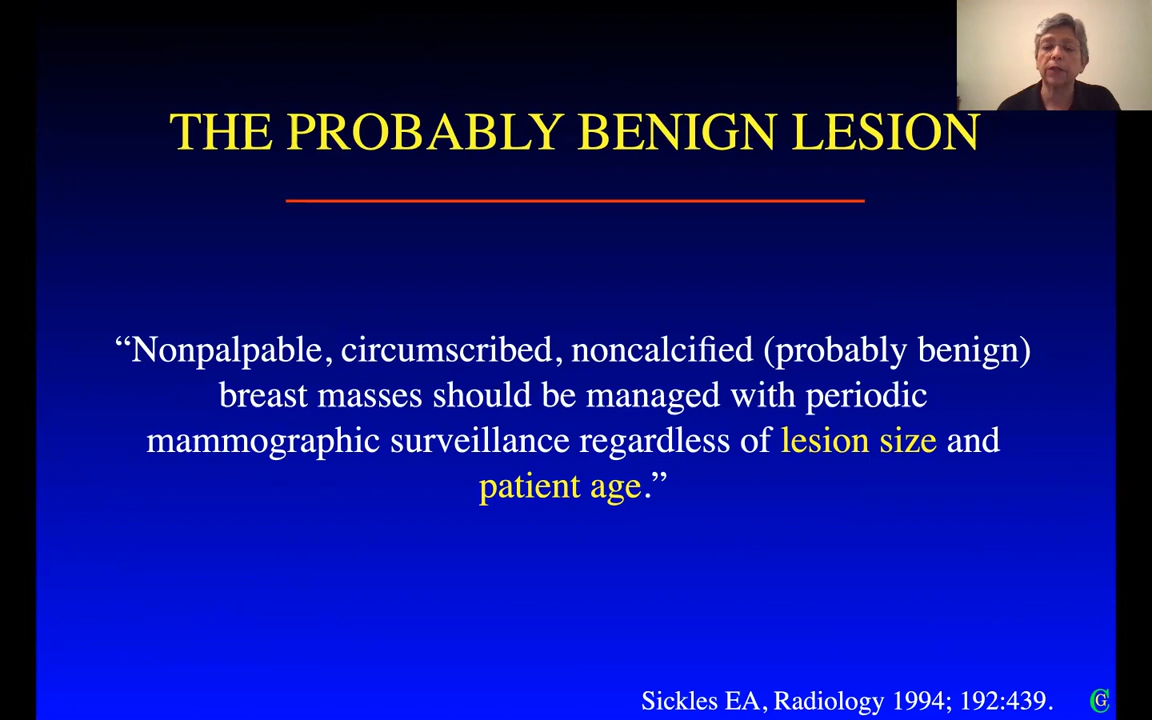 THE PROBABLY BENIGN LESION
“Nonpalpable, circumscribed, noncalcified (probably benign)
breast masses should be managed with periodic
mammographic surveillance regardless of lesion size and
patient age.”
Sickles EA, Radiology 1994; 192:439.
CG